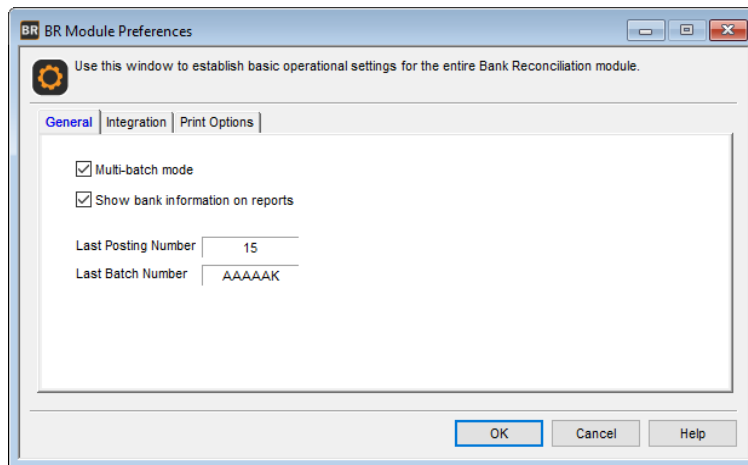 BR BR Module Preferences
Use this window to establish basic operational settings for the entire Bank Reconciliation module.
General Integration Print Options
Multi-batch mode
Show bank information on reports
Last Posting Number 15
Last Batch Number AAAAAK
OK Cancel Help